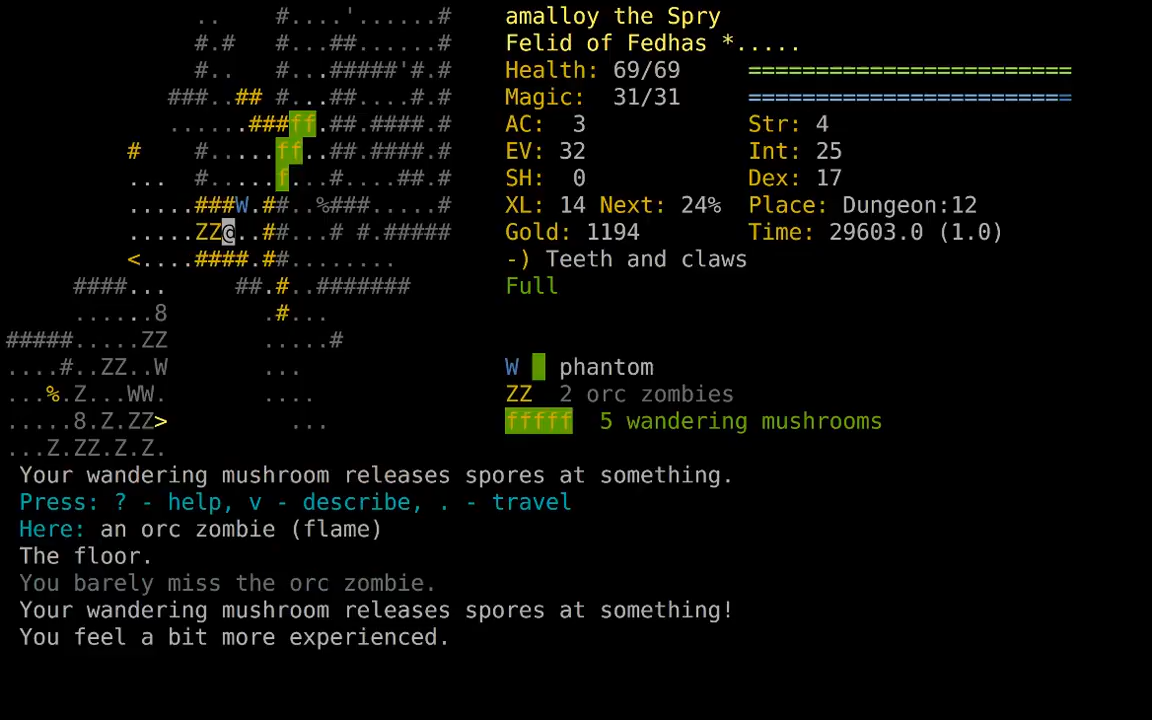 amalloy the Spry
Felid of Fedhas *.....
Health: 69/69 ========================
Magic: 31/31 ========================
AC: 3 Str: 4
EV: 32 Int: 25
SH: 0 Dex: 17
XL: 14 Next: 24% Place: Dungeon:12
Gold: 1194 Time: 29603.0 (1.0)
-) Teeth and claws
Full
W phantom
ZZ 2 orc zombies
fffff 5 wandering mushrooms
Your wandering mushroom releases spores at something.
Press: ? - help, v - describe, . - travel
Here: an orc zombie (flame)
The floor.
You barely miss the orc zombie.
Your wandering mushroom releases spores at something!
You feel a bit more experienced.